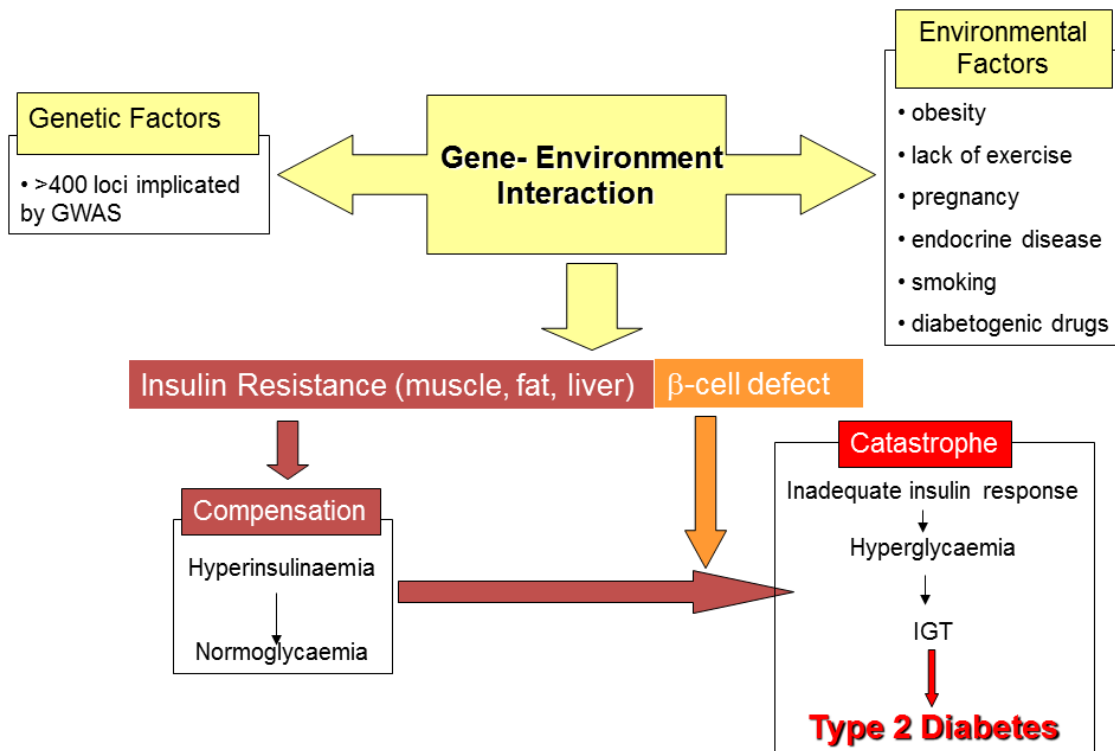 Genetic Factors
• >400 loci implicated
by GWAS
Gene- Environment
Interaction
Environmental
Factors
• obesity
• lack of exercise
• pregnancy
• endocrine disease
• smoking
• diabetogenic drugs
Insulin Resistance (muscle, fat, liver)
β-cell defect
Compensation
Hyperinsulinaemia
Normoglycaemia
Catastrophe
Inadequate insulin response
Hyperglycaemia
IGT
Type 2 Diabetes